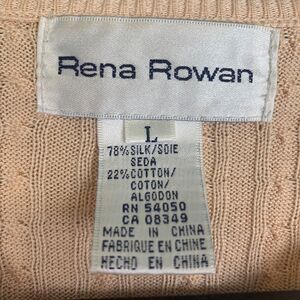 Rena Rowan
L
78%SILK/SOIE
SEDA
22%COTTON/
COTON/
ALGODON
RN 54050
CA 08349
MADE IN CHINA
FABRIQUE EN CHINE
HECHO EN CHINA